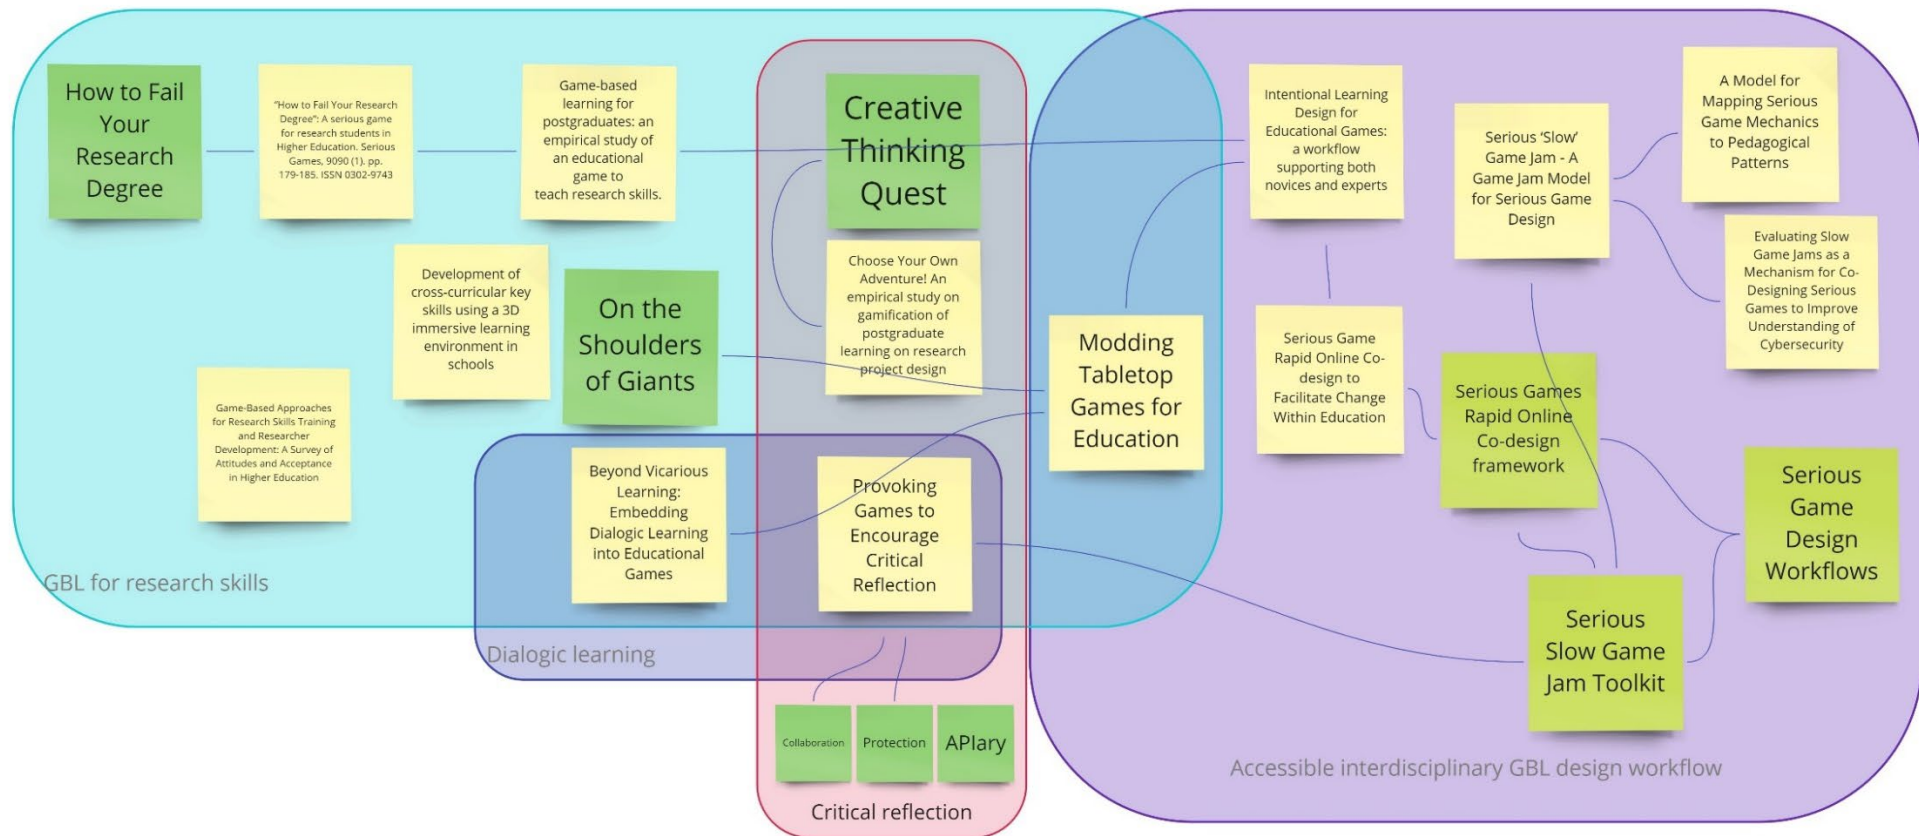 How to Fail
Your
Research
Degree
“How to Fail Your Research
Degree”: A serious game
for research students in
Higher Education. Serious
Games, 9090 (1). pp.
179-185. ISSN 0302-9743
Game-based
learning for
postgraduates: an
empirical study of
an educational
game to
teach research skills.
Creative
Thinking
Quest
Development of
cross-curricular key
skills using a 3D
immersive learning
environment in
schools
On the
Shoulders
of Giants
Choose Your Own
Adventure! An
empirical study on
gamification of
postgraduate
learning on research
project design
Game-Based Approaches
for Research Skills Training
and Researcher
Development: A Survey of
Attitudes and Acceptance
in Higher Education
Beyond Vicarious
Learning:
Embedding
Dialogic Learning
into Educational
Games
Provoking
Games to
Encourage
Critical
Reflection
GBL for research skills
Dialogic learning
Collaboration
Protection
APIary
Critical reflection
Modding
Tabletop
Games for
Education
Intentional Learning
Design for
Educational Games:
a workflow
supporting both
novices and experts
Serious ‘Slow’
Game Jam - A
Game Jam Model
for Serious Game
Design
A Model for
Mapping Serious
Game Mechanics
to Pedagogical
Patterns
Evaluating Slow
Game Jams as a
Mechanism for Co-
Designing Serious
Games to Improve
Understanding of
Cybersecurity
Serious Game
Rapid Online Co-
design to
Facilitate Change
Within Education
Serious Games
Rapid Online
Co-design
framework
Serious
Game
Design
Workflows
Serious
Slow Game
Jam Toolkit
Accessible interdisciplinary GBL design workflow